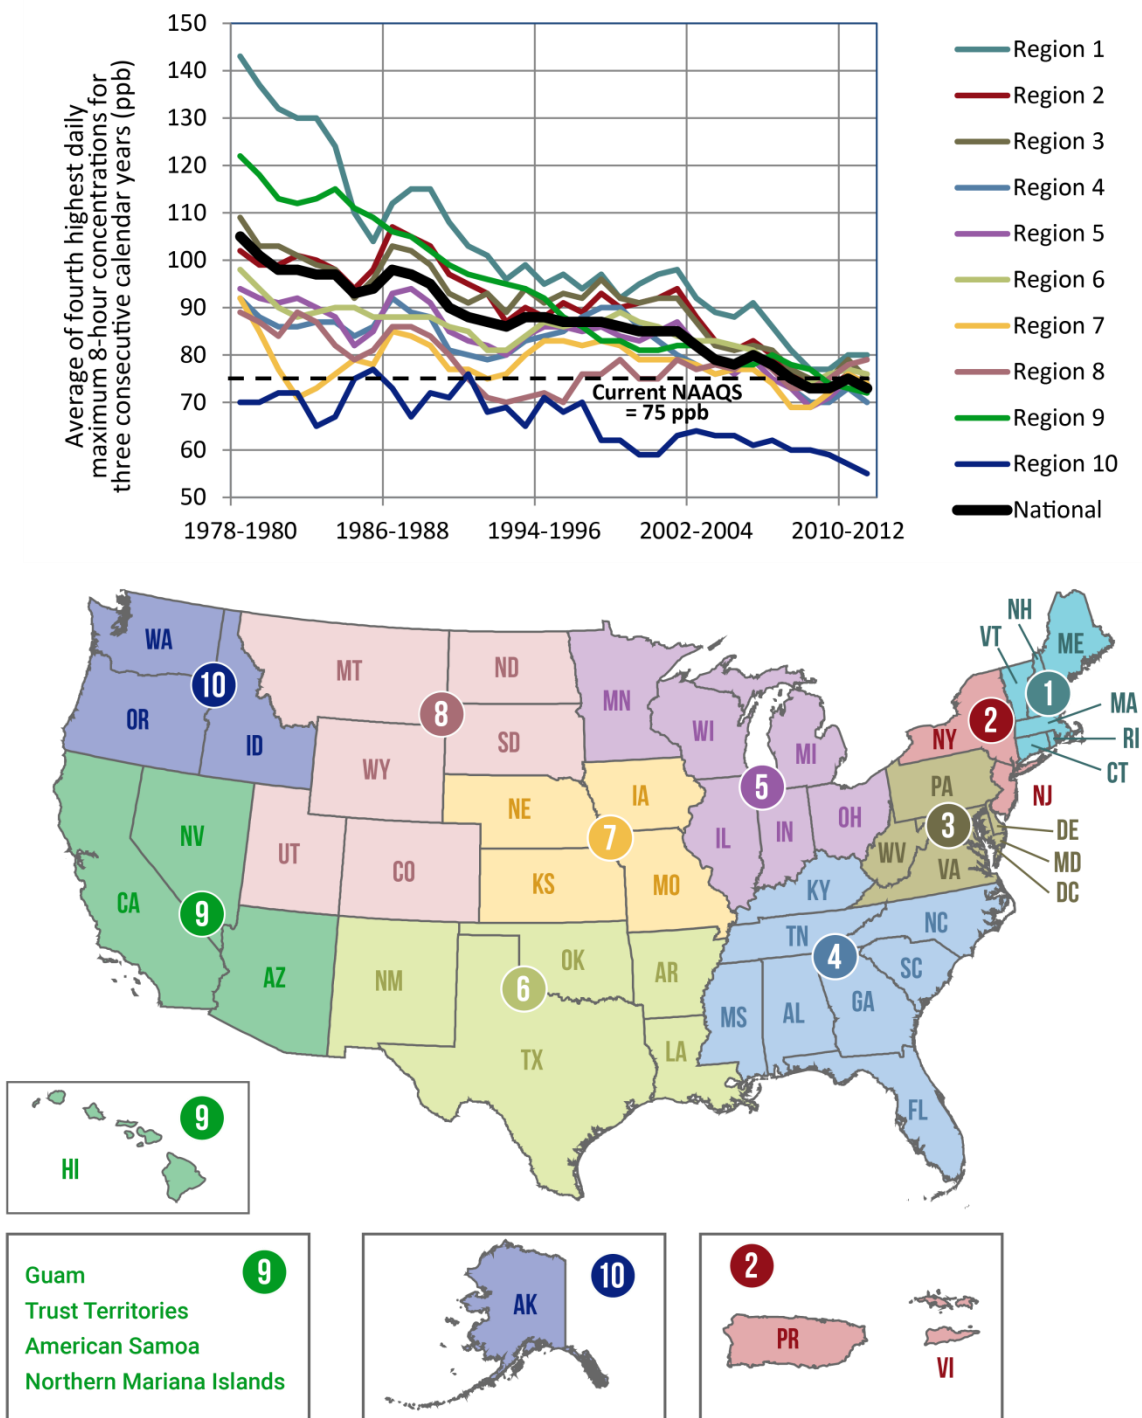 Average of fourth highest daily
maximum 8-hour concentrations for
three consecutive calendar years (ppb)
150
140
130
120
110
100
90
80
70
60
50
1978-1980
1986-1988
1994-1996
2002-2004
2010-2012
Current NAAQS
= 75 ppb
Region 1
Region 2
Region 3
Region 4
Region 5
Region 6
Region 7
Region 8
Region 9
Region 10
National
WA
OR
ID
10
MT
ND
SD
WY
UT
CO
8
MN
WI
MI
IL
IN
OH
5
NH
VT
ME
1
MA
RI
CT
2
NY
NJ
PA
3
WV
VA
DE
MD
DC
NE
IA
KS
MO
7
CA
NV
AZ
9
NM
OK
AR
TX
LA
6
KY
TN
NC
SC
MS
AL
GA
FL
4
HI
9
Guam
Trust Territories
American Samoa
Northern Mariana Islands
9
AK
10
2
PR
VI